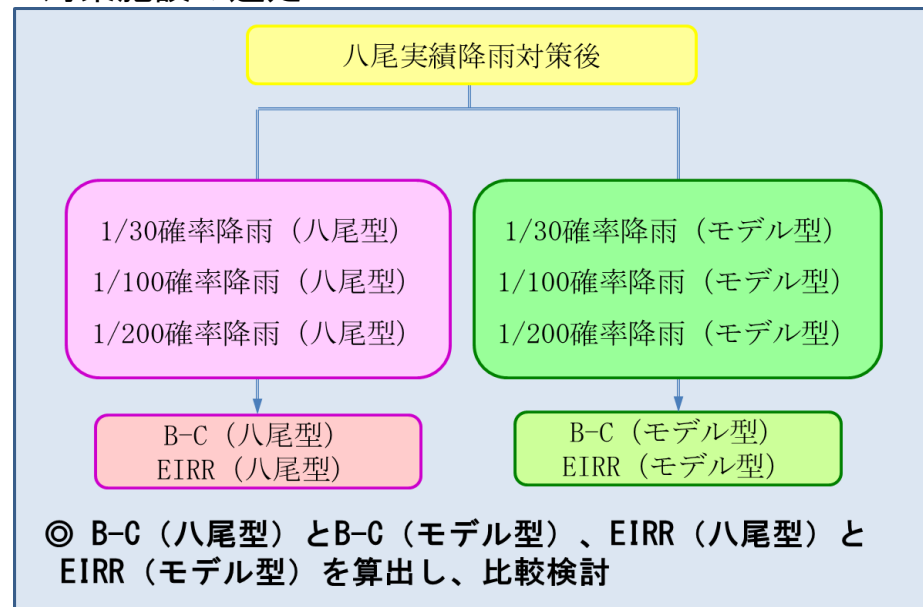 八尾実績降雨対策後
1/30確率降雨（八尾型）
1/100確率降雨（八尾型）
1/200確率降雨（八尾型）
1/30確率降雨（モデル型）
1/100確率降雨（モデル型）
1/200確率降雨（モデル型）
B-C（八尾型）
EIRR（八尾型）
B-C（モデル型）
EIRR（モデル型）
◎ B-C（八尾型）とB-C（モデル型）、EIRR（八尾型）と
EIRR（モデル型）を算出し、比較検討